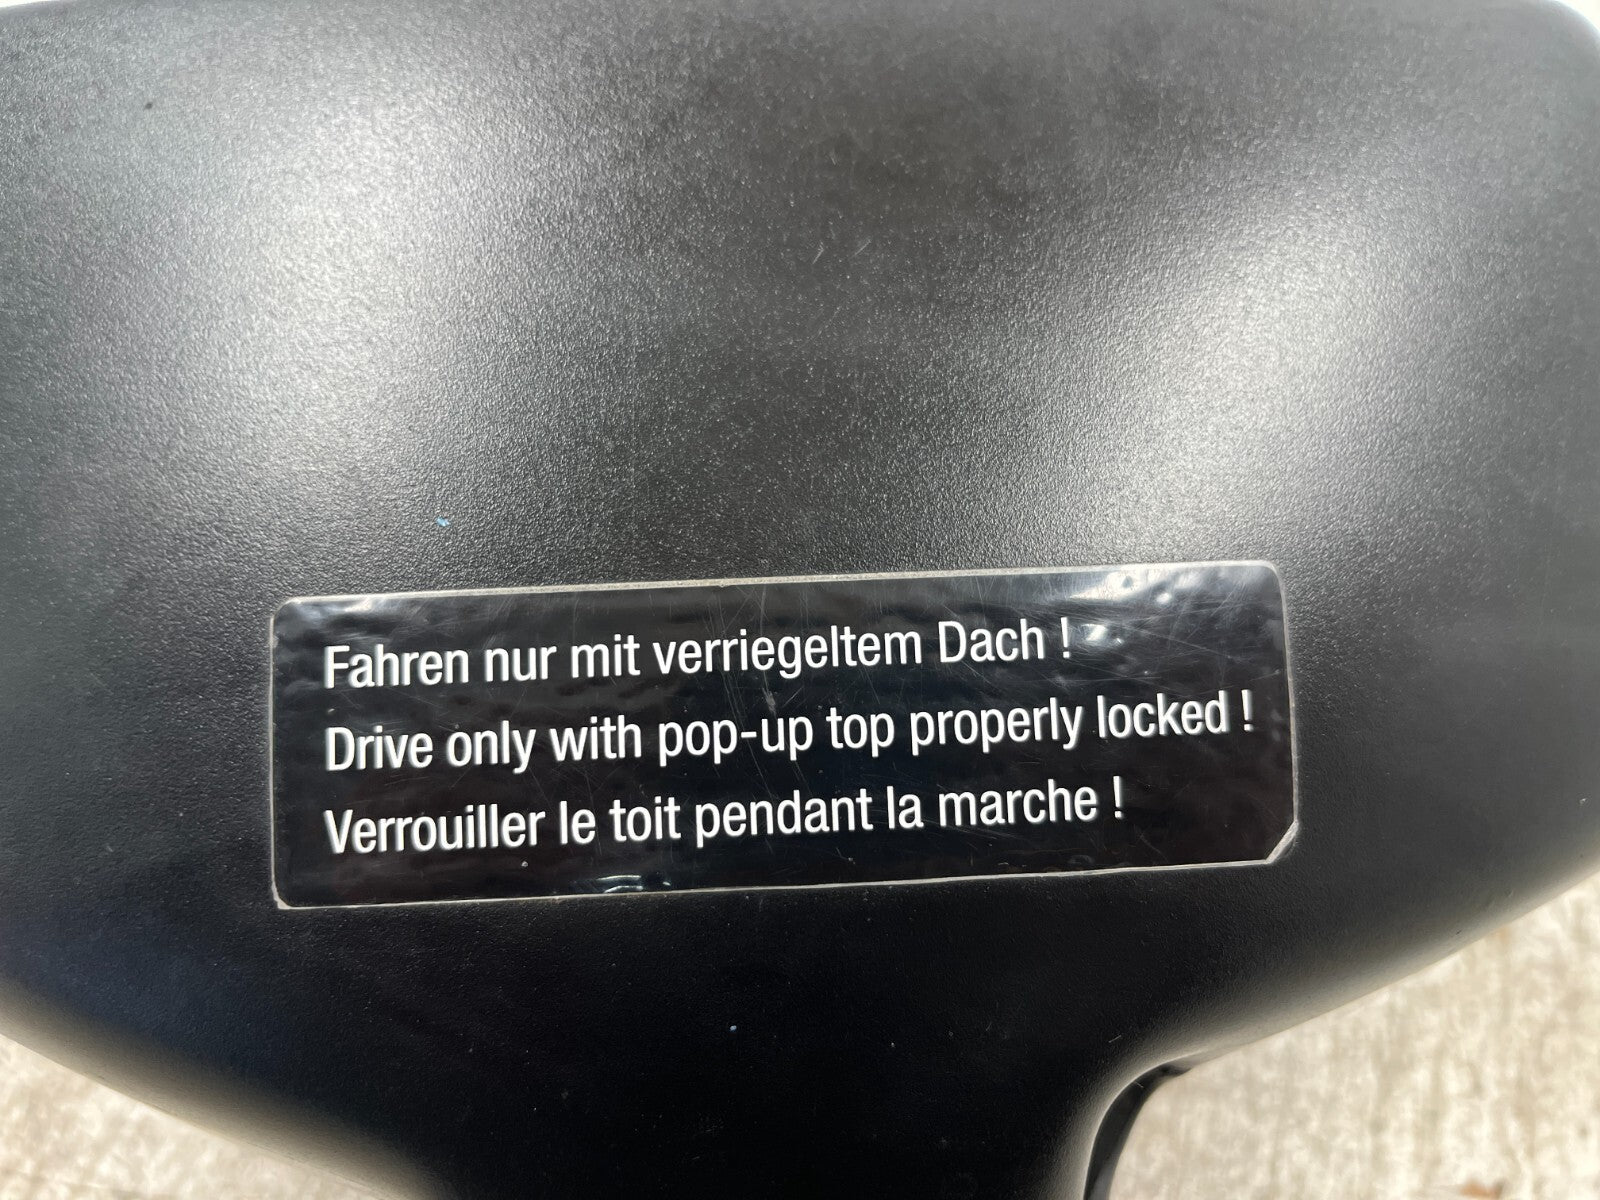 Fahren nur mit verriegeltem Dach !
Drive only with pop-up top properly locked !
Verrouiller le toit pendant la marche !